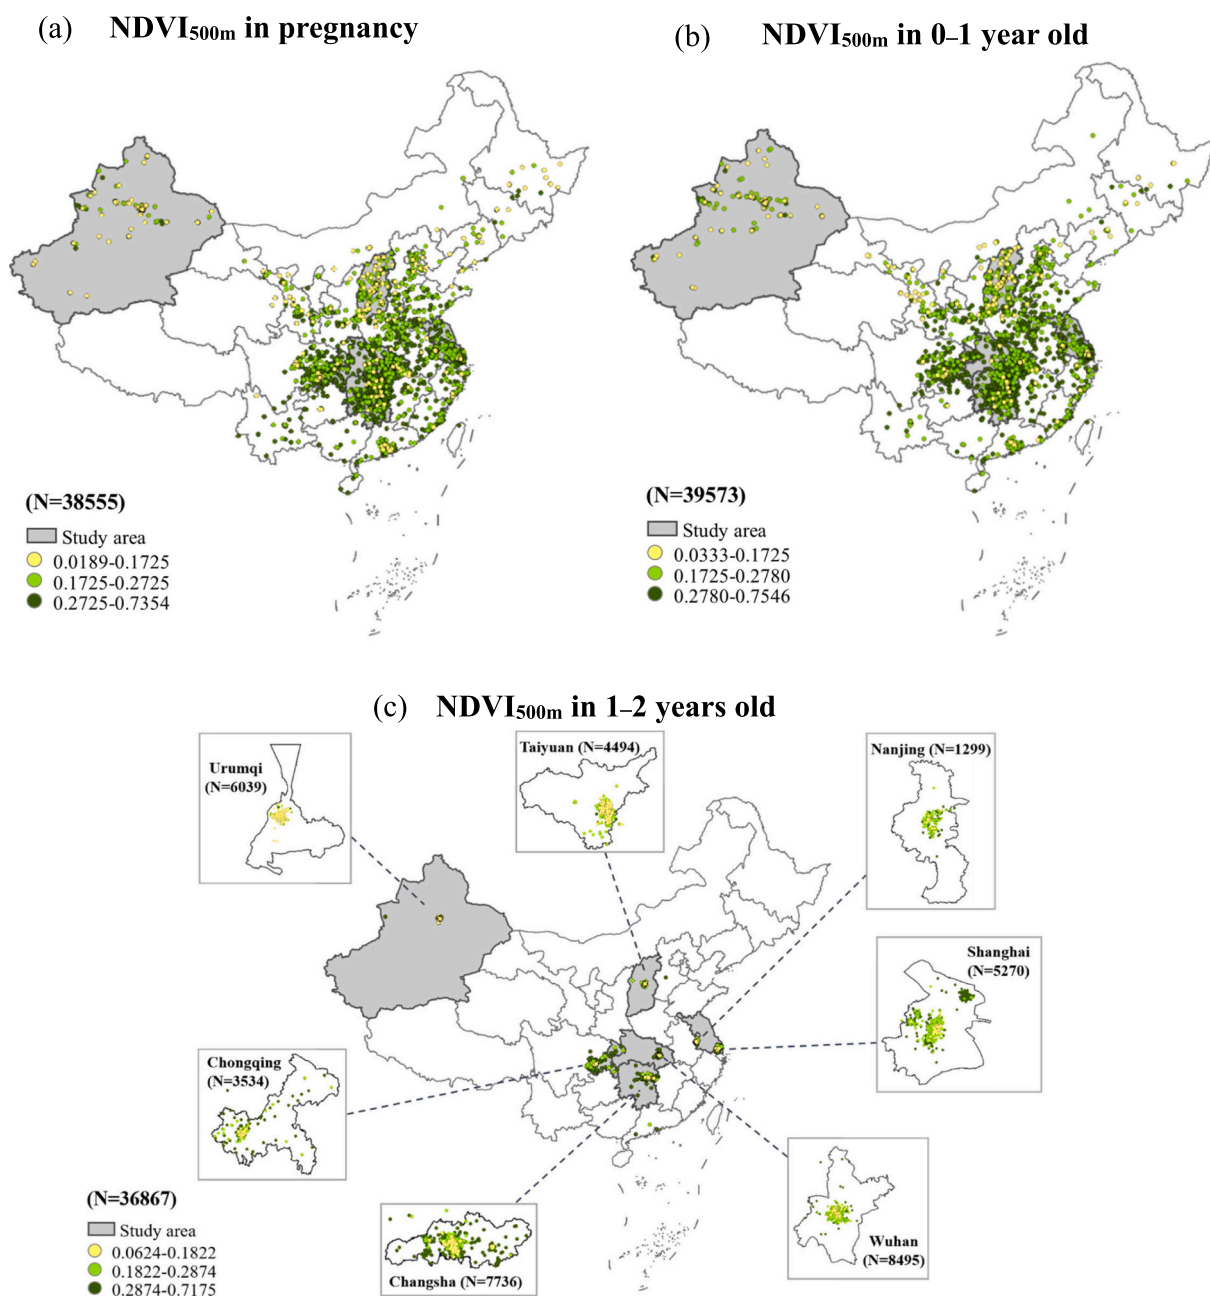 (a) NDVI500m in pregnancy
(b) NDVI500m in 0–1 year old
(N=38555)
Study area
0.0189-0.1725
0.1725-0.2725
0.2725-0.7354
(N=39573)
Study area
0.0333-0.1725
0.1725-0.2780
0.2780-0.7546
(c) NDVI500m in 1–2 years old
Urumqi
(N=6039)
Taiyuan (N=4494)
Nanjing (N=1299)
Shanghai
(N=5270)
Chongqing
(N=3534)
Changsha (N=7736)
Wuhan
(N=8495)
(N=36867)
Study area
0.0624-0.1822
0.1822-0.2874
0.2874-0.7175